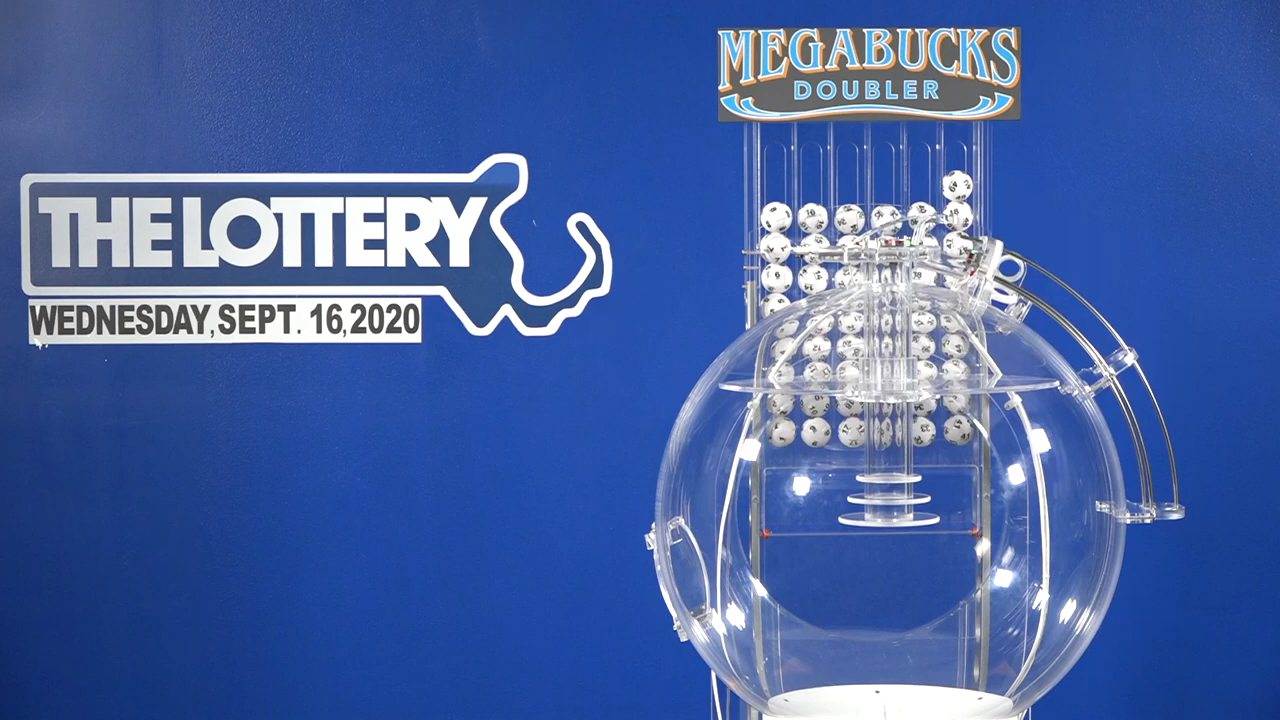 MEGABUCKS
DOUBLER
THE LOTTERY
WEDNESDAY, SEPT. 16, 2020